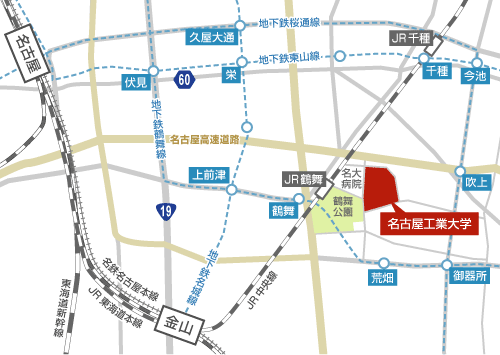 地下鉄桜通線
久屋大通
JR千種
名古屋
地下鉄東山線
伏見
60
栄
千種
今池
地下鉄鶴舞線
名古屋高速道路
上前津
JR鶴舞
名大
病院
吹上
19
鶴舞
鶴舞
公園
名古屋工業大学
地下鉄名城線
名鉄名古屋本線
JR東海道本線
東海道新幹線
JR中央線
荒畑
御器所
金山